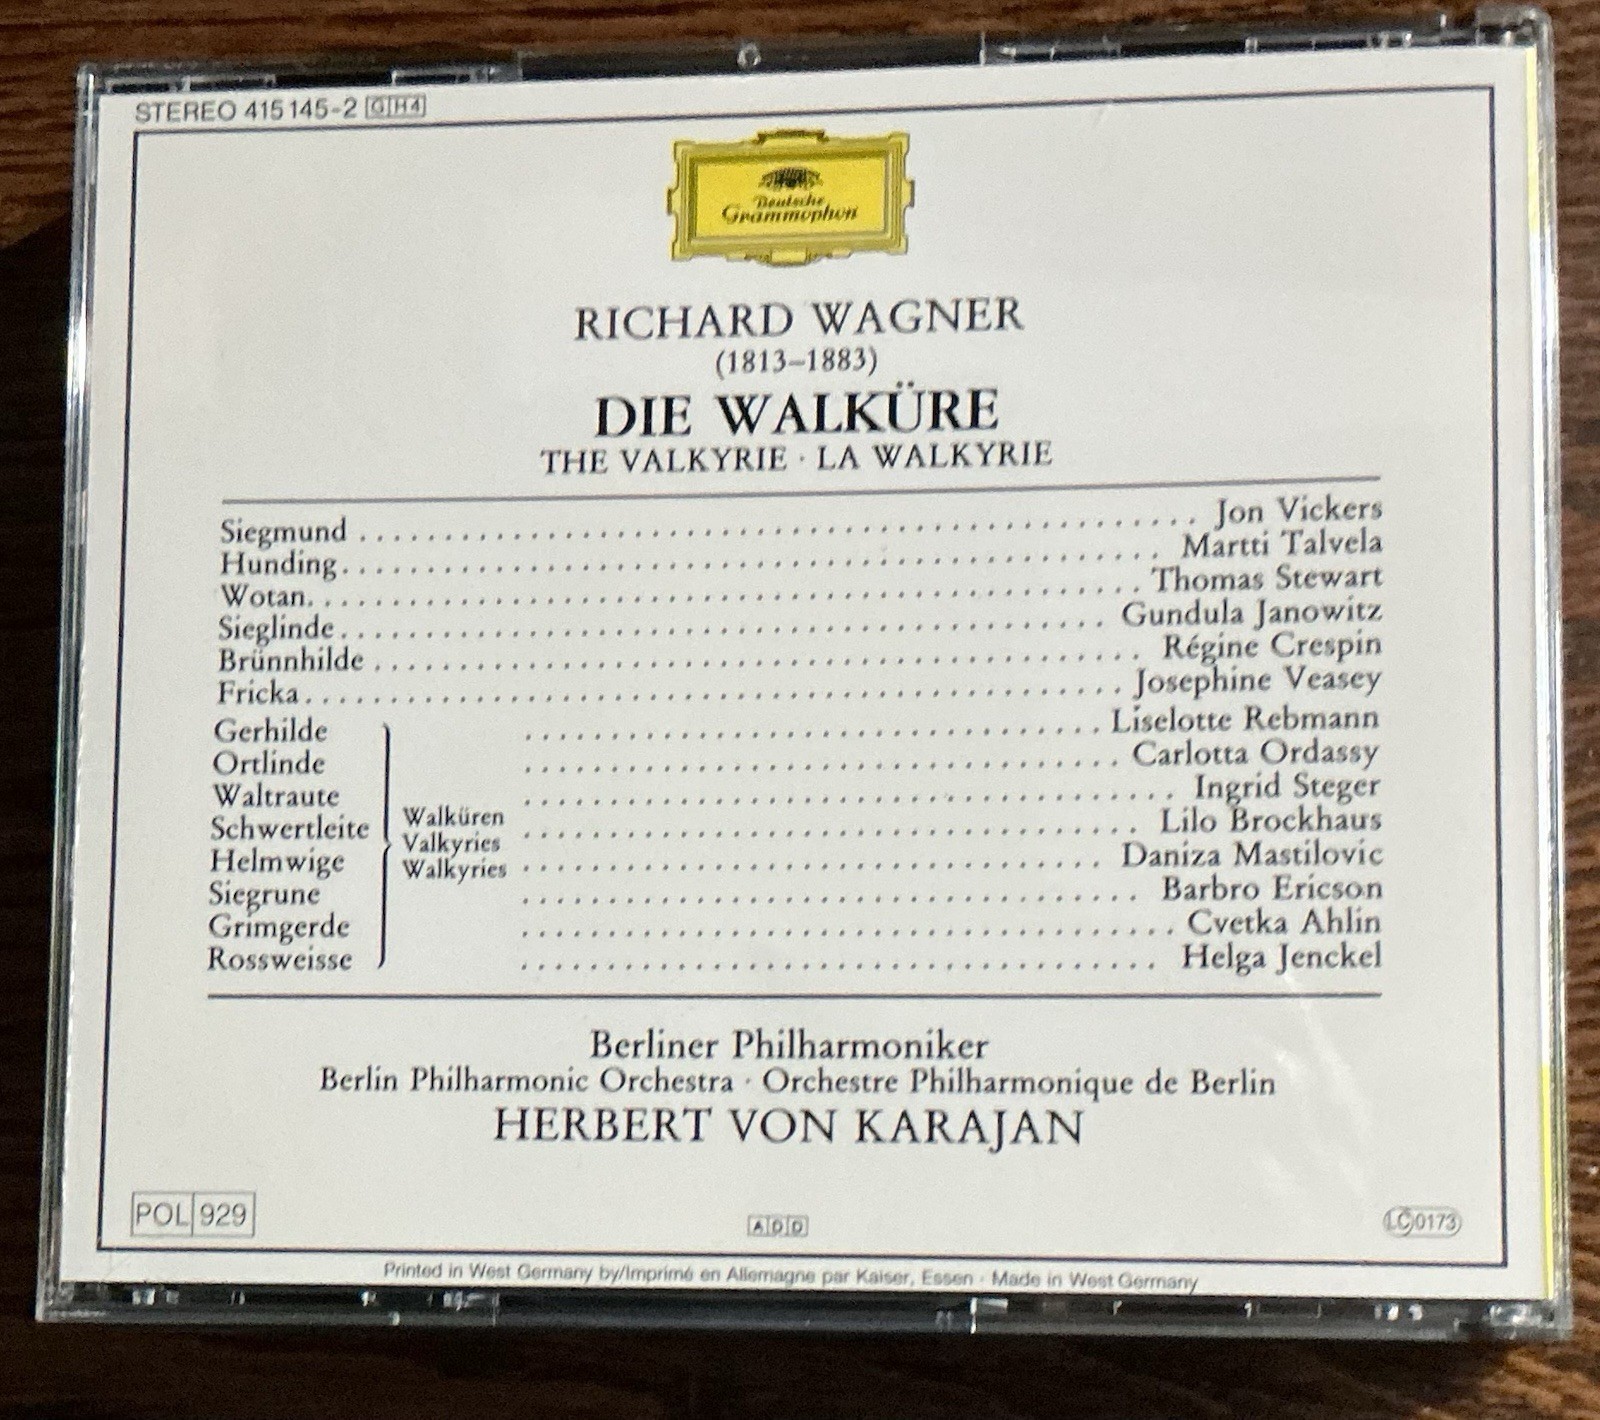 STEREO 415 145-2 G H4
Deutsche
Grammophon
RICHARD WAGNER
(1813–1883)
DIE WALKÜRE
THE VALKYRIE · LA WALKYRIE
Siegmund Jon Vickers
Hunding Martti Talvela
Wotan Thomas Stewart
Sieglinde Gundula Janowitz
Brünnhilde Régine Crespin
Fricka Josephine Veasey
Gerhilde Liselotte Rebmann
Ortlinde Carlotta Ordassy
Waltraute Ingrid Steger
Schwertleite Walküren Lilo Brockhaus
Valkyries
Helmwige Walkyries Daniza Mastilovic
Siegrune Barbro Ericson
Grimgerde Cvetka Ahlin
Rossweisse Helga Jenckel
Berliner Philharmoniker
Berlin Philharmonic Orchestra · Orchestre Philharmonique de Berlin
HERBERT VON KARAJAN
POL 929
ADD
LC 0173
Printed in West Germany by/Imprimé en Allemagne par Kaiser, Essen · Made in West Germany